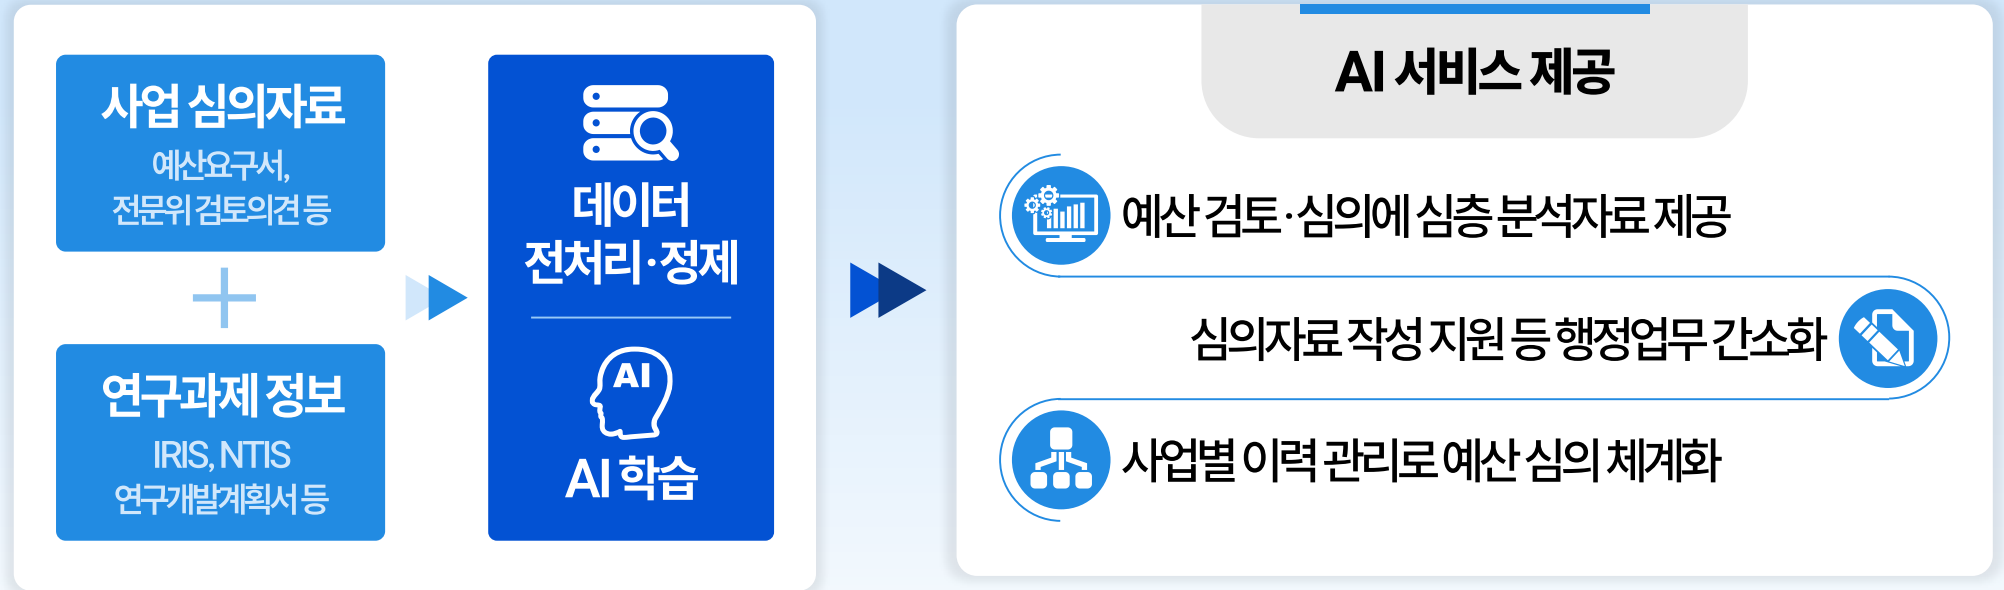 사업 심의자료
예산요구서,
전문위 검토의견 등
연구과제 정보
IRIS, NTIS
연구개발계획서 등
데이터
전처리·정제
AI
AI 학습
AI 서비스 제공
예산 검토·심의에 심층 분석자료 제공
심의자료 작성 지원 등 행정업무 간소화
사업별 이력 관리로 예산 심의 체계화